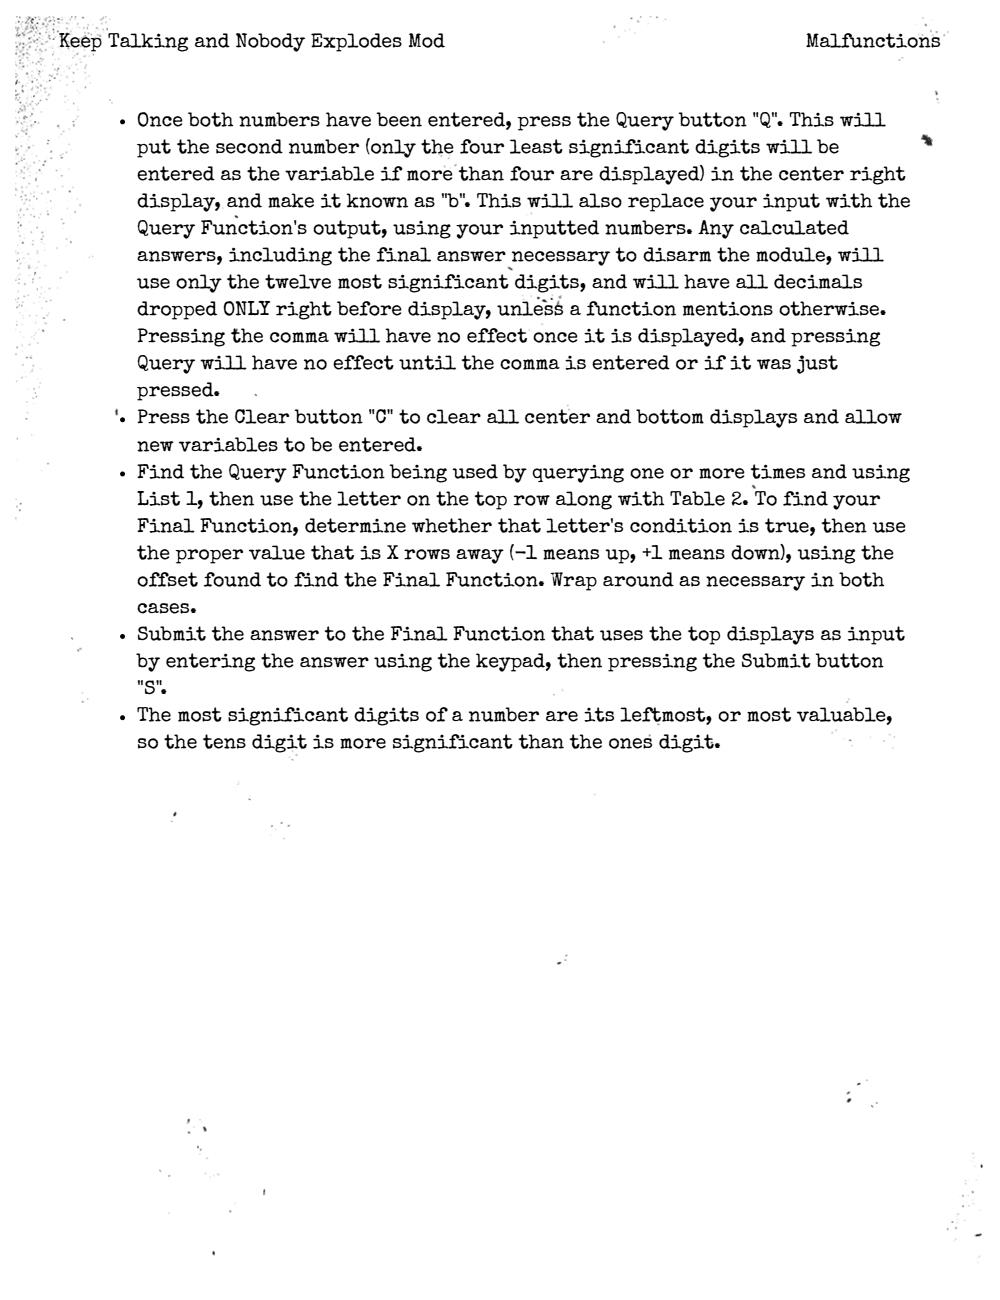 Keep Talking and Nobody Explodes Mod Malfunctions
• Once both numbers have been entered, press the Query button "Q". This will
put the second number (only the four least significant digits will be
entered as the variable if more than four are displayed) in the center right
display, and make it known as "b". This will also replace your input with the
Query Function's output, using your inputted numbers. Any calculated
answers, including the final answer necessary to disarm the module, will
use only the twelve most significant digits, and will have all decimals
dropped ONLY right before display, unless a function mentions otherwise.
Pressing the comma will have no effect once it is displayed, and pressing
Query will have no effect until the comma is entered or if it was just
pressed.
• Press the Clear button "C" to clear all center and bottom displays and allow
new variables to be entered.
• Find the Query Function being used by querying one or more times and using
List 1, then use the letter on the top row along with Table 2. To find your
Final Function, determine whether that letter's condition is true, then use
the proper value that is X rows away (-1 means up, +1 means down), using the
offset found to find the Final Function. Wrap around as necessary in both
cases.
• Submit the answer to the Final Function that uses the top displays as input
by entering the answer using the keypad, then pressing the Submit button
"S".
• The most significant digits of a number are its leftmost, or most valuable,
so the tens digit is more significant than the ones digit.